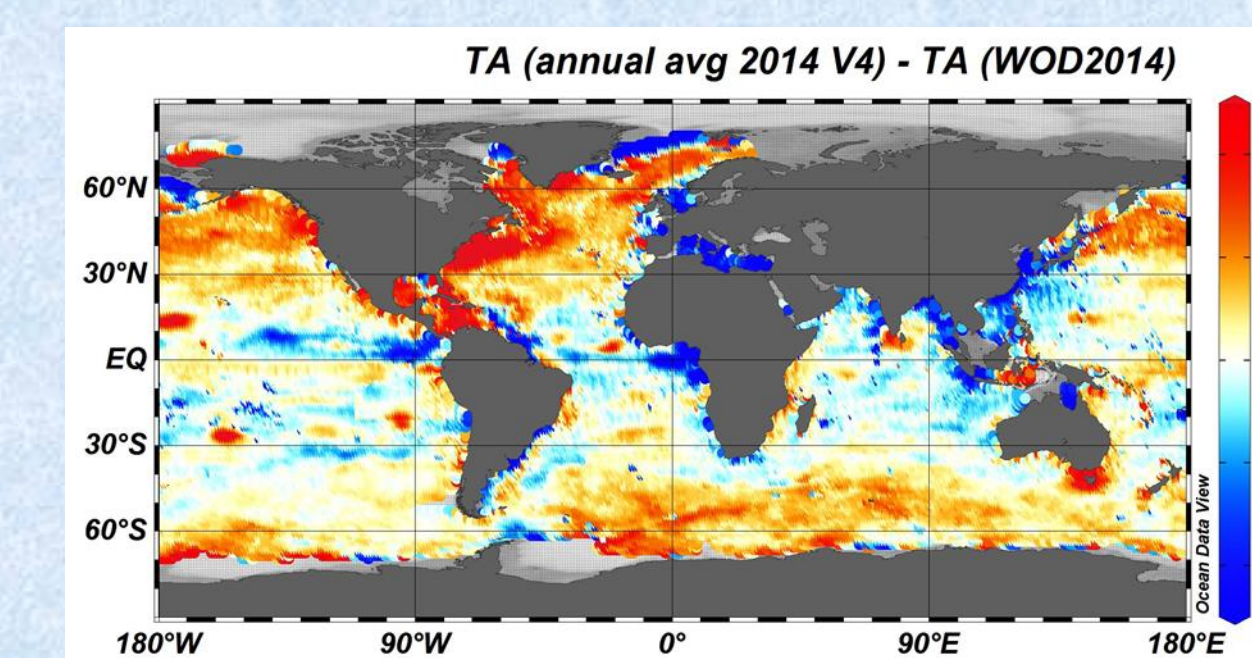 TA (annual avg 2014 V4) - TA (WOD2014)
60°N
30°N
EQ
30°S
60°S
Ocean Data View
180°W
90°W
0°
90°E
180°E